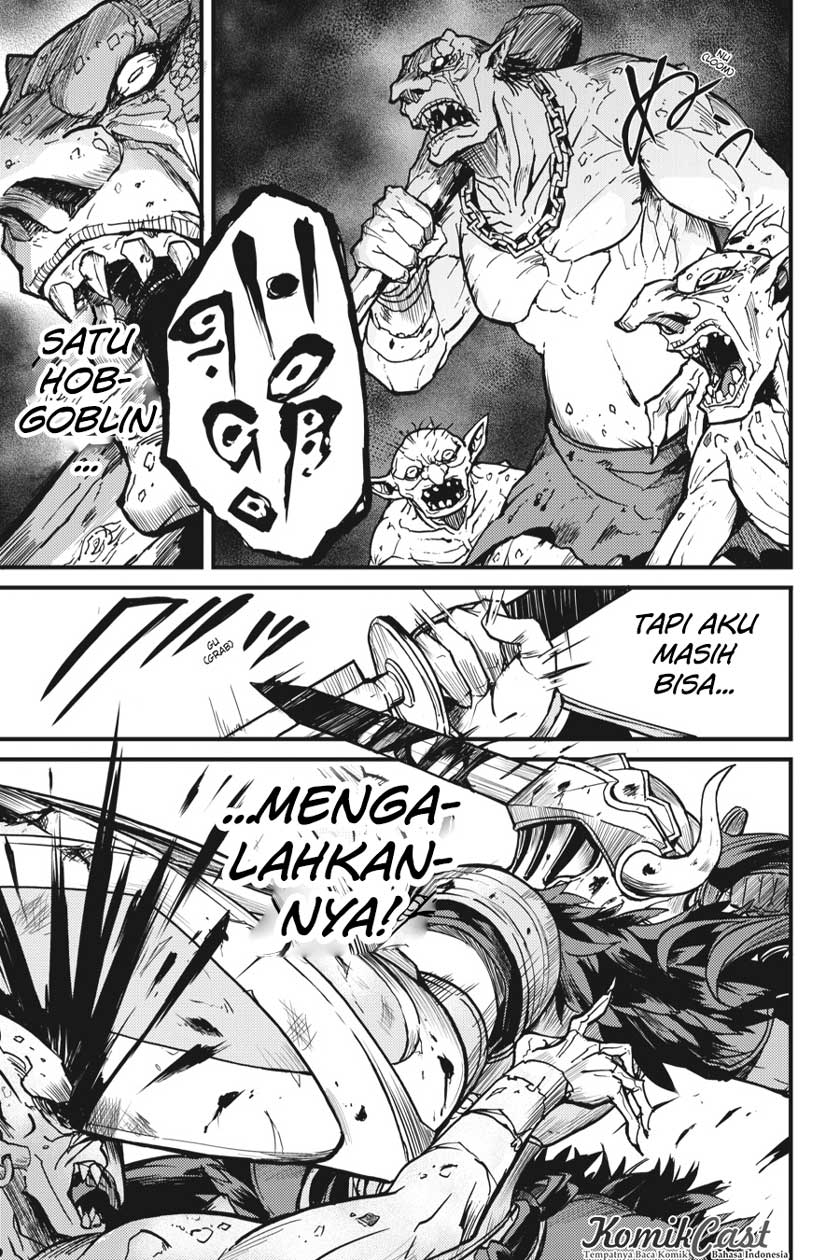 NU
(LOOM)
SATU
HOB-
GOBLIN
...
GU
(GRAB)
TAPI AKU
MASIH
BISA...
...MENGA-
LAHKAN-
NYA!
KomikCast
Tempatnya Baca Komik Bahasa Indonesia